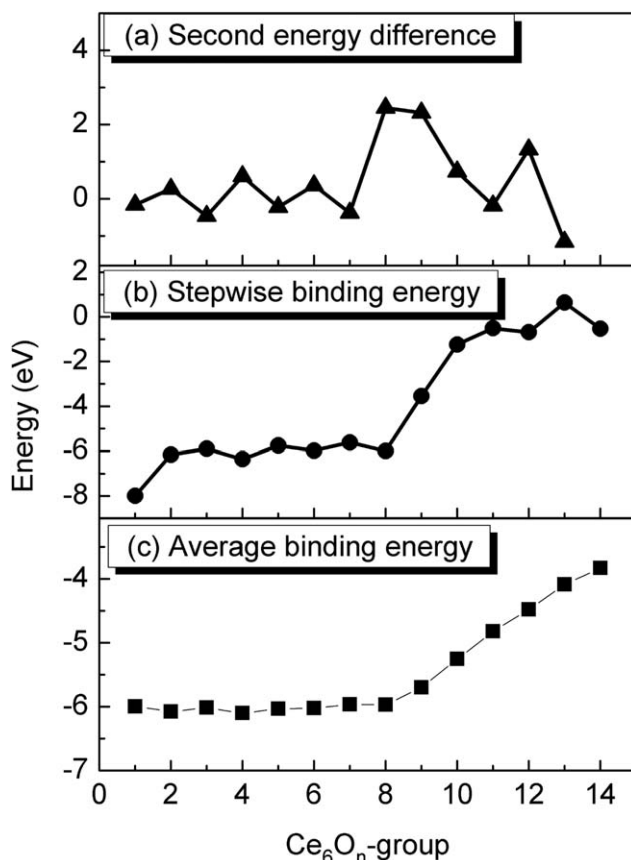 4
(a) Second energy difference
2
0
2
(b) Stepwise binding energy
0
-2
-4
-6
-8
Energy (eV)
(c) Average binding energy
-4
-5
-6
-7
0 2 4 6 8 10 12 14
Ce₆Oₙ-group